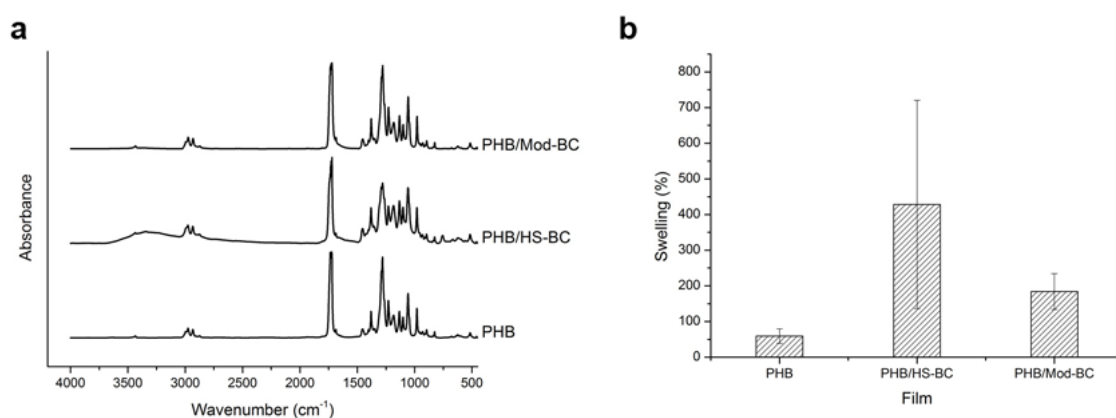 a
Absorbance
PHB/Mod-BC
PHB/HS-BC
PHB
4000 3500 3000 2500 2000 1500 1000 500
Wavenumber (cm⁻¹)
b
Swelling (%)
800
700
600
500
400
300
200
100
0
PHB PHB/HS-BC PHB/Mod-BC
Film